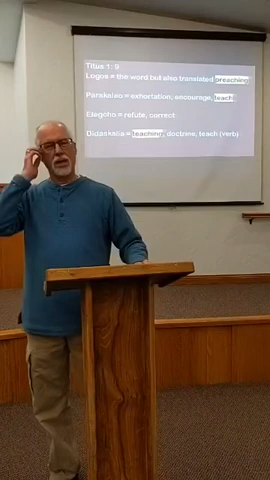 Titus 1: 9
Logos = the word but also translated preaching
Parakaleo = exhortation, encourage, teach
Elegcho = refute, correct
Didaskalia = teaching, doctrine, teach (verb)